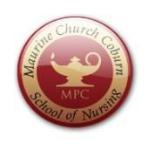 Maurine Church Coburn
MPC
School of Nursing